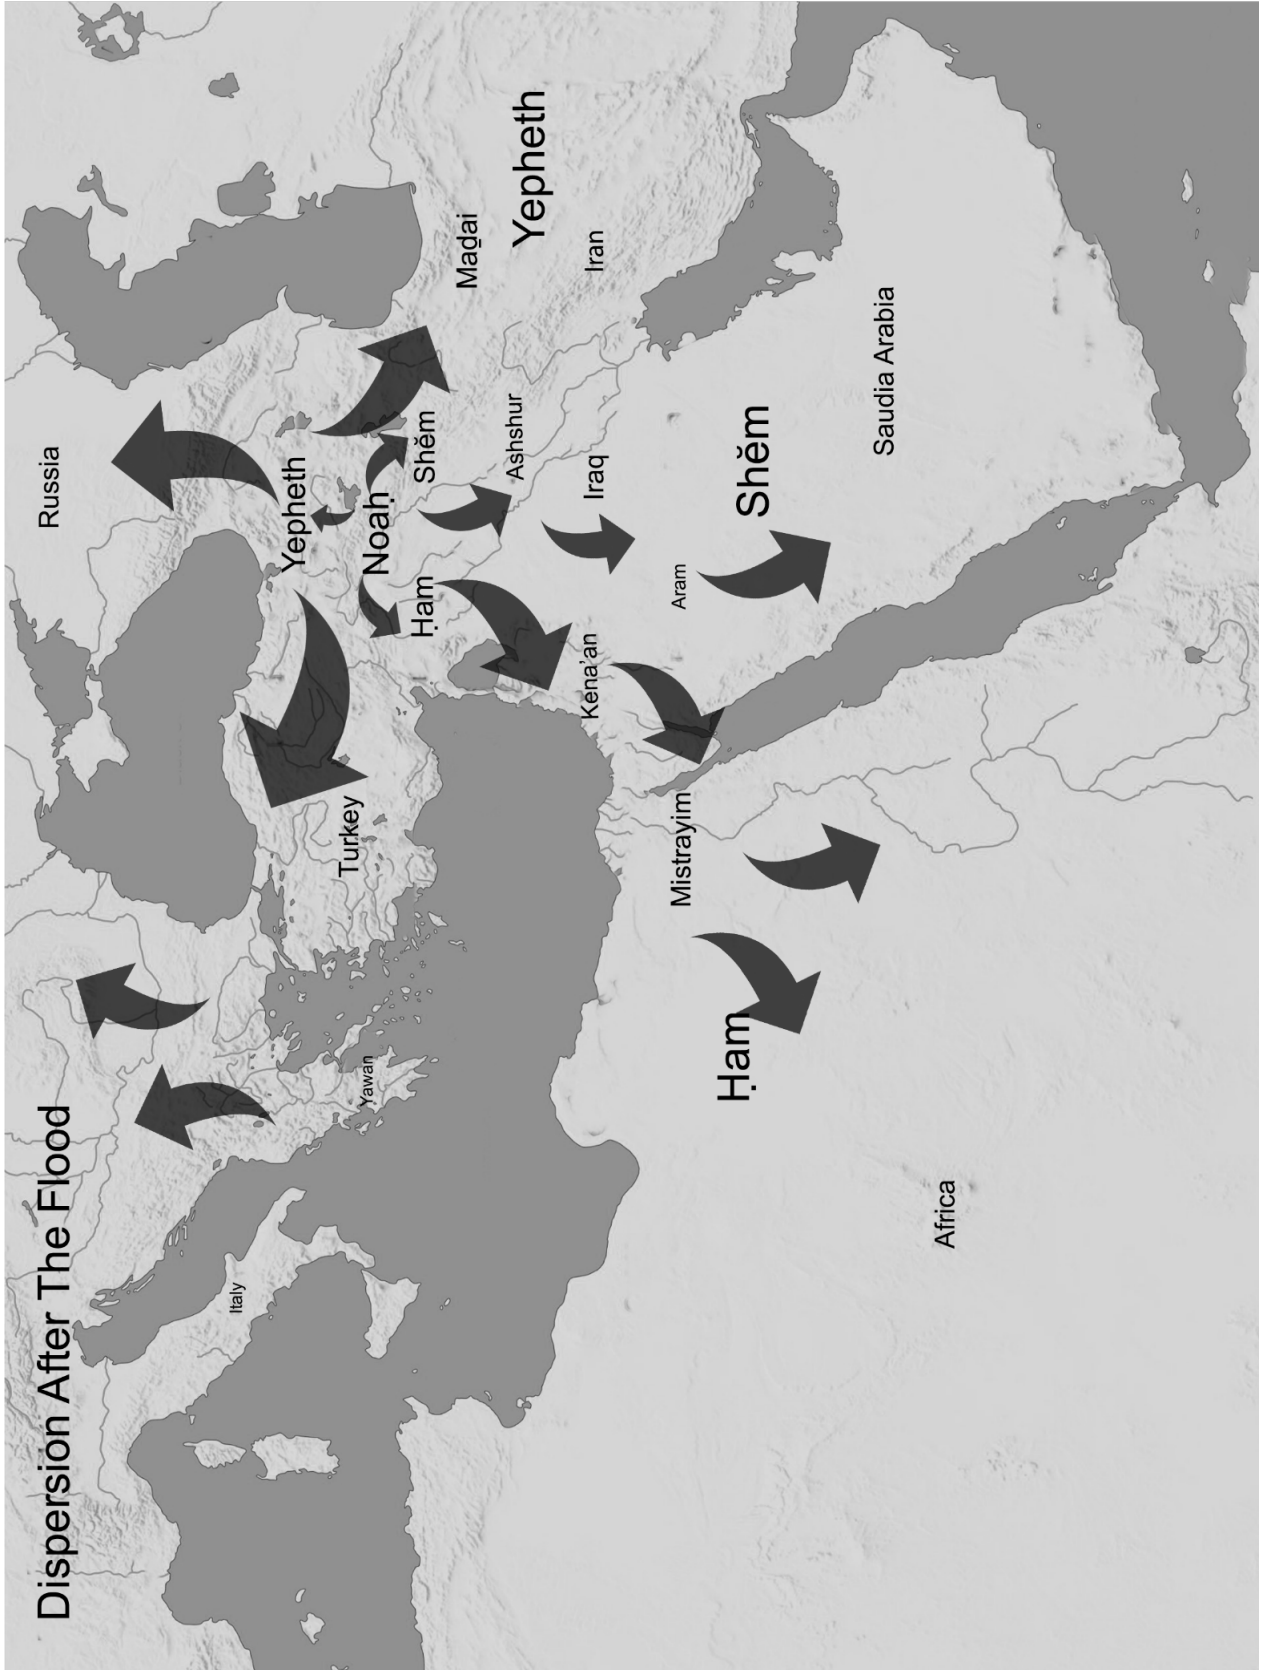 Dispersion After The Flood
Russia
Italy
Yepheth
Yawan
Turkey
Noaḥ
Ḥam
Shěm
Maḏai
Yepheth
Ashshur
Kena’an
Iraq
Iran
Mistrayim
Aram
Ḥam
Shěm
Saudia Arabia
Africa